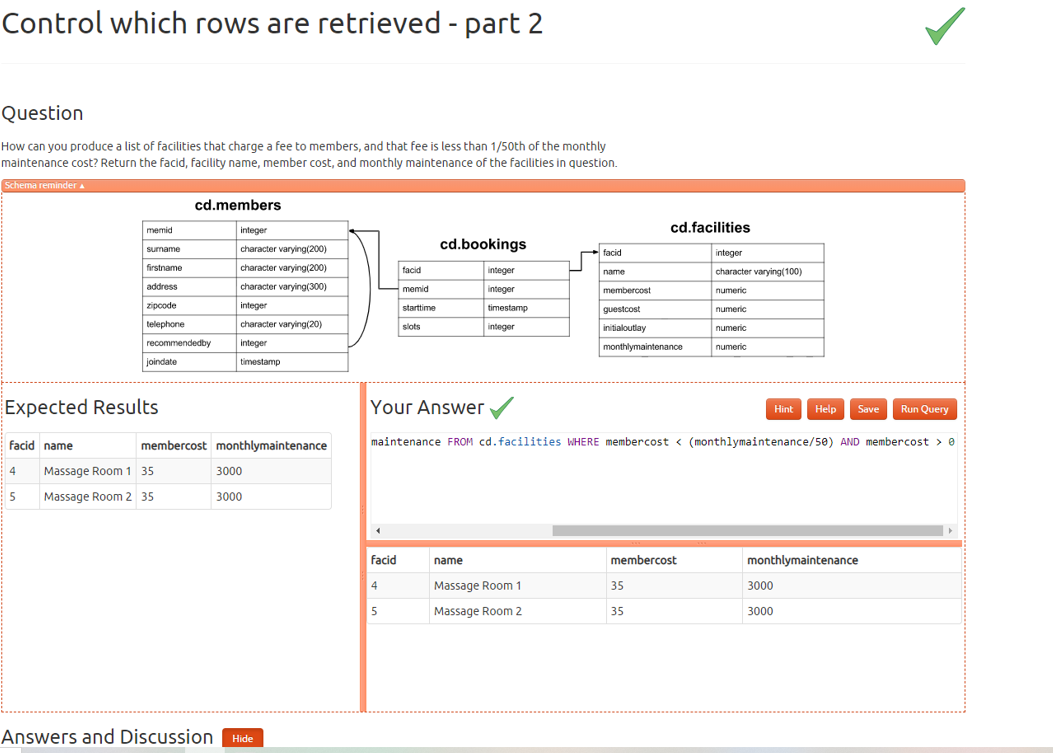 Control which rows are retrieved - part 2
Question
How can you produce a list of facilities that charge a fee to members, and that fee is less than 1/50th of the monthly
maintenance cost? Return the facid, facility name, member cost, and monthly maintenance of the facilities in question.
Schema reminder ▲
cd.members
memid integer
surname character varying(200)
firstname character varying(200)
address character varying(300)
zipcode integer
telephone character varying(20)
recommendedby integer
joindate timestamp
cd.bookings
facid integer
memid integer
starttime timestamp
slots integer
cd.facilities
facid integer
name character varying(100)
membercost numeric
guestcost numeric
initialoutlay numeric
monthlymaintenance numeric
Expected Results
facid name membercost monthlymaintenance
4 Massage Room 1 35 3000
5 Massage Room 2 35 3000
Your Answer
Hint Help Save Run Query
maintenance FROM cd.facilities WHERE membercost < (monthlymaintenance/50) AND membercost > 0
facid name membercost monthlymaintenance
4 Massage Room 1 35 3000
5 Massage Room 2 35 3000
Answers and Discussion Hide